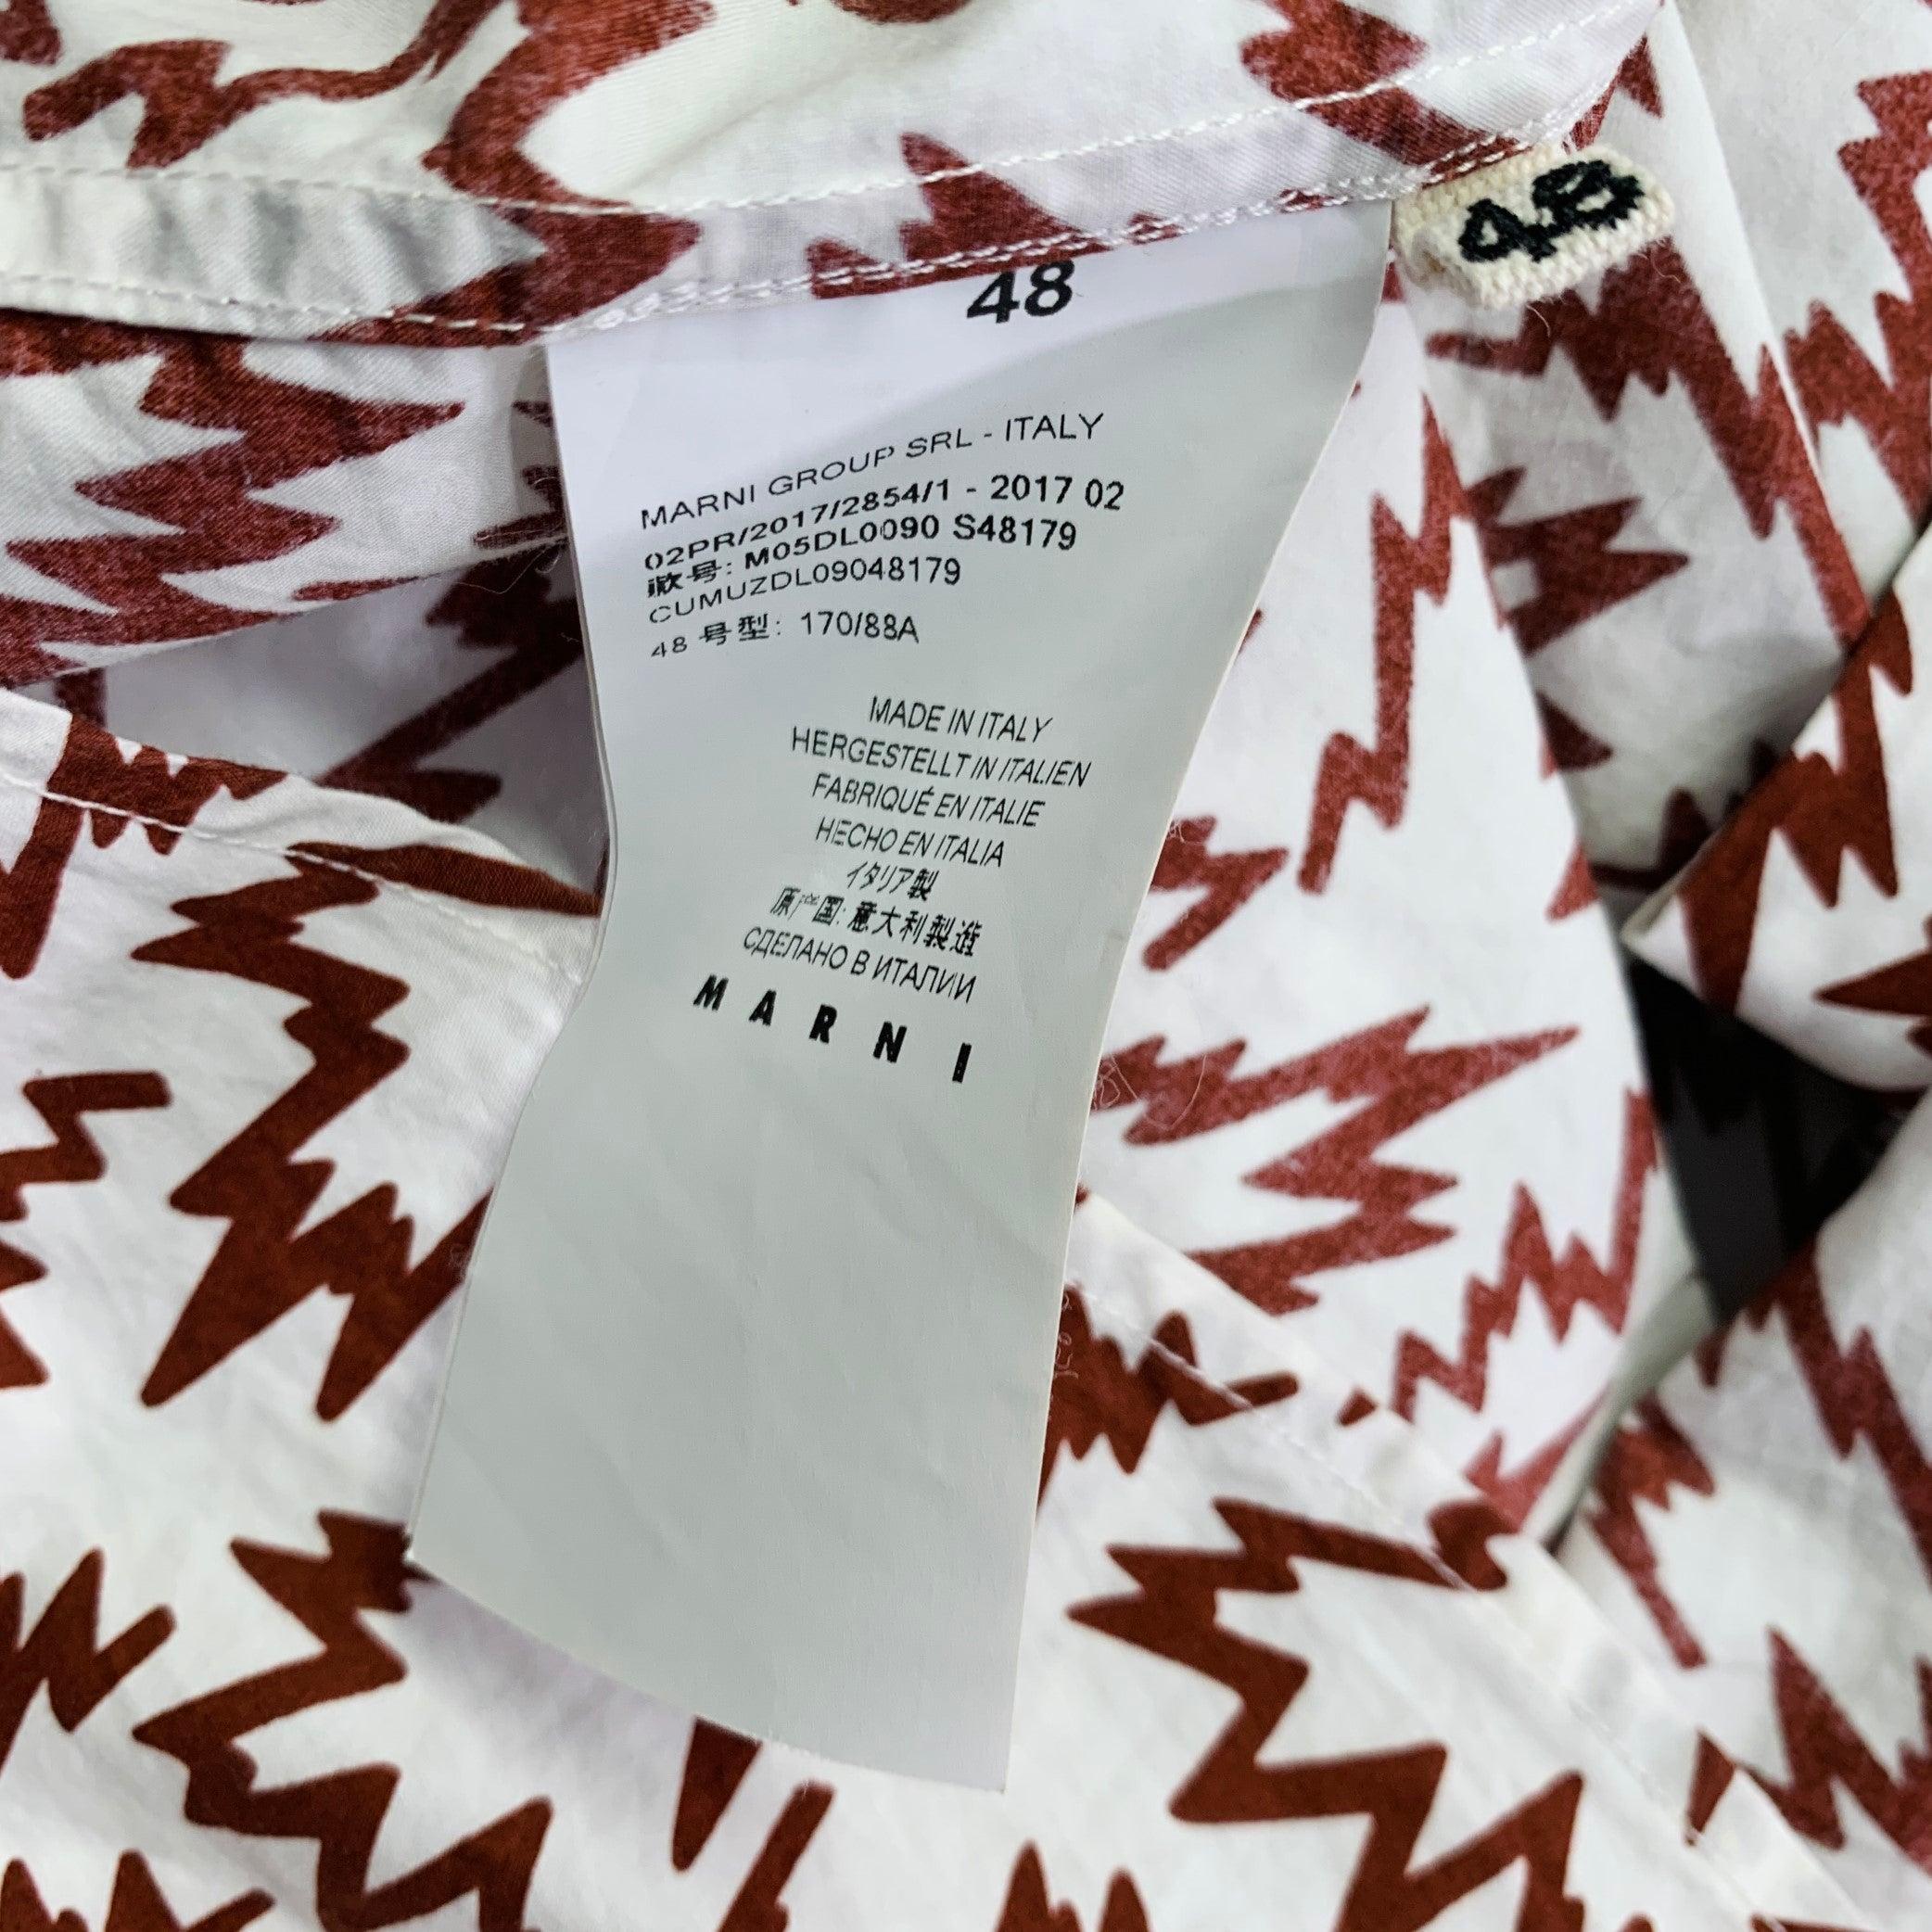 48
48
MARNI GROUP SRL - ITALY
02PR/2017/2854/1 - 2017 02
款号: M05DL0090 S48179
CUMUZDL09048179
48 号型: 170/88A
MADE IN ITALY
HERGESTELLT IN ITALIEN
FABRIQUÉ EN ITALIE
HECHO EN ITALIA
イタリア製
原产国: 意大利製造
СДЕЛАНО В ИТАЛИИ
MARNI